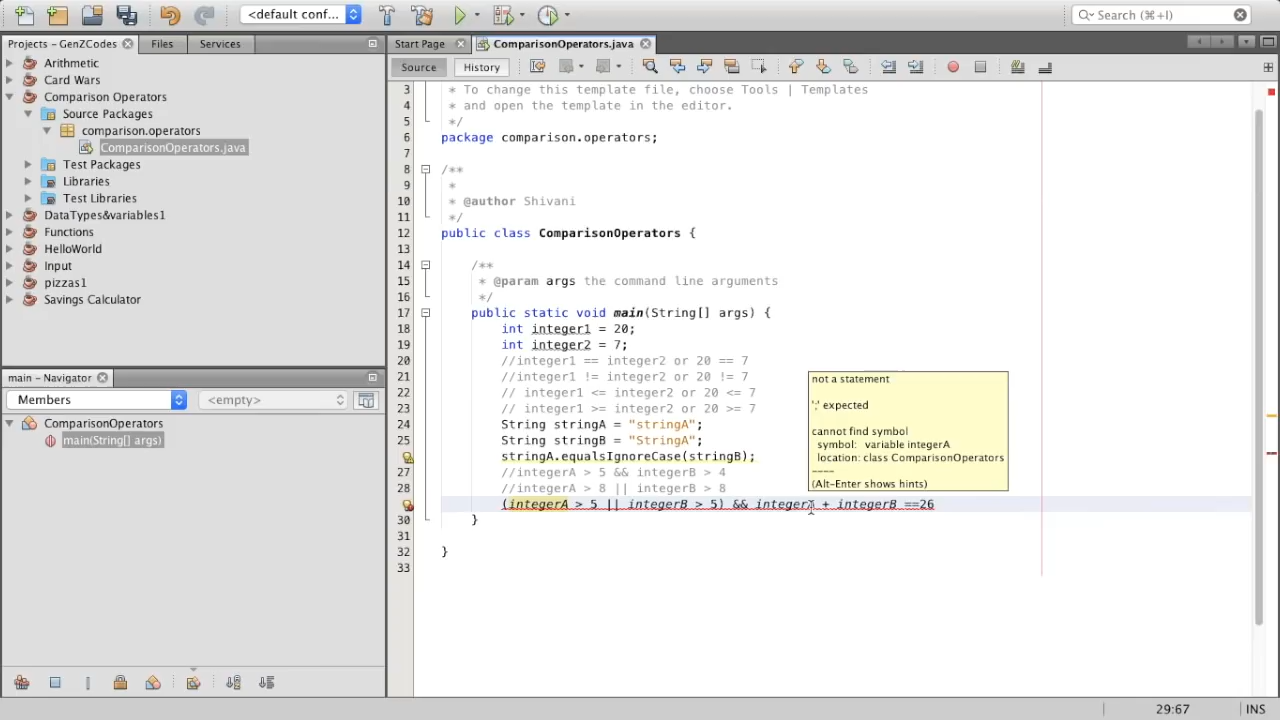 <default conf...
Search (⌘+I)
Projects – GenZCodes
Files
Services
Start Page
ComparisonOperators.java
Source
History
Arithmetic
Card Wars
Comparison Operators
Source Packages
comparison.operators
ComparisonOperators.java
Test Packages
Libraries
Test Libraries
DataTypes&variables1
Functions
HelloWorld
Input
pizzas1
Savings Calculator
main – Navigator
Members
<empty>
ComparisonOperators
main(String[] args)
3 * To change this template file, choose Tools | Templates
4 * and open the template in the editor.
5 */
6 package comparison.operators;
7
8 /**
9 *
10 * @author Shivani
11 */
12 public class ComparisonOperators {
13
14 /**
15 * @param args the command line arguments
16 */
17 public static void main(String[] args) {
18 int integer1 = 20;
19 int integer2 = 7;
20 //integer1 == integer2 or 20 == 7
21 //integer1 != integer2 or 20 != 7
22 // integer1 <= integer2 or 20 <= 7
23 // integer1 >= integer2 or 20 >= 7
24 String stringA = "stringA";
25 String stringB = "StringA";
stringA.equalsIgnoreCase(stringB);
27 //integerA > 5 && integerB > 4
28 //integerA > 8 || integerB > 8
(integerA > 5 || integerB > 5) && integerA + integerB ==26
30 }
31
32 }
33
not a statement
';' expected
cannot find symbol
symbol: variable integerA
location: class ComparisonOperators
----
(Alt-Enter shows hints)
29:67
INS